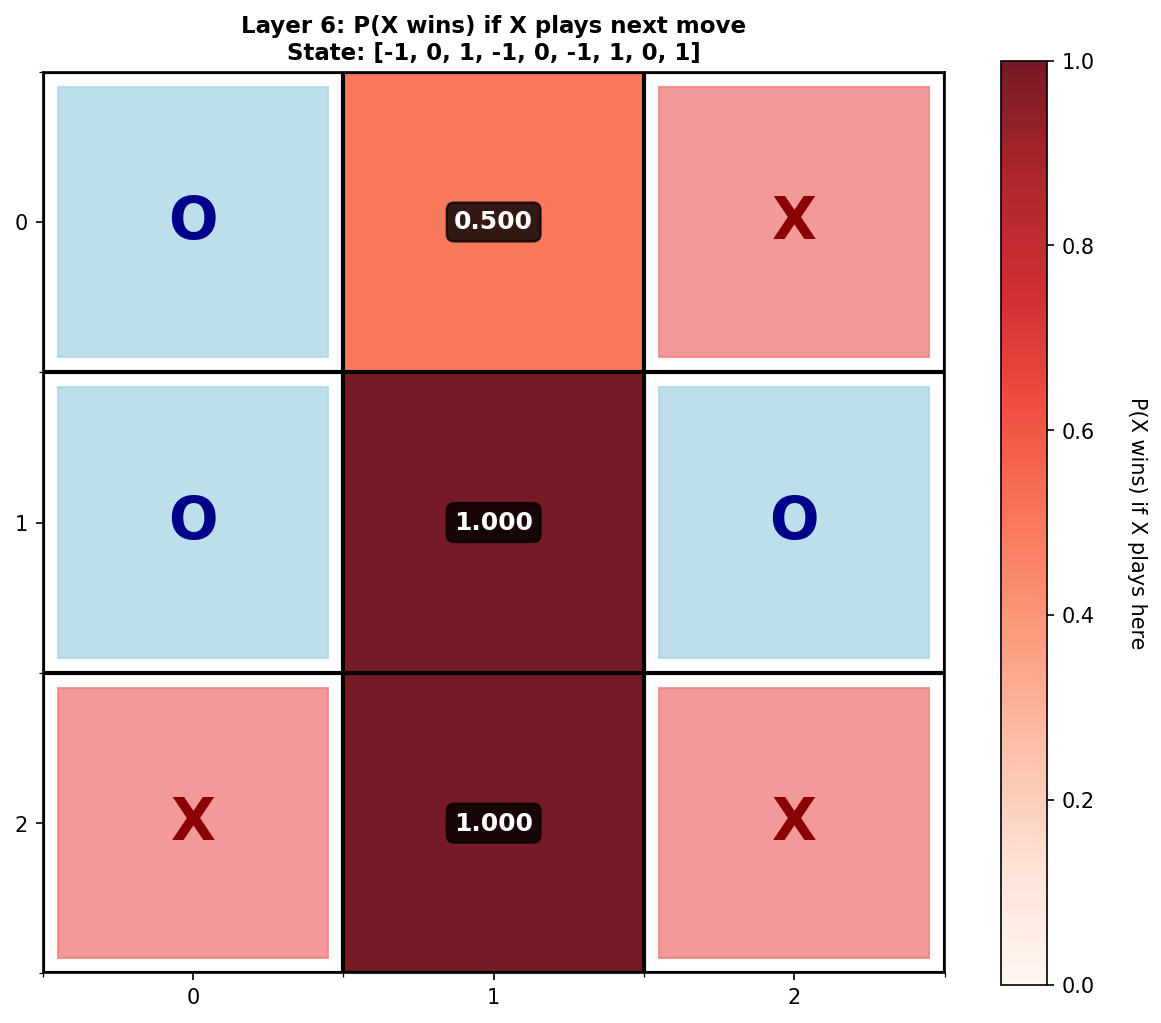 Layer 6: P(X wins) if X plays next move
State: [-1, 0, 1, -1, 0, -1, 1, 0, 1]
1.0
0.8
0.6
0.4
0.2
0.0
P(X wins) if X plays here
0
O
0.500
X
1
O
1.000
O
2
X
1.000
X
0
1
2